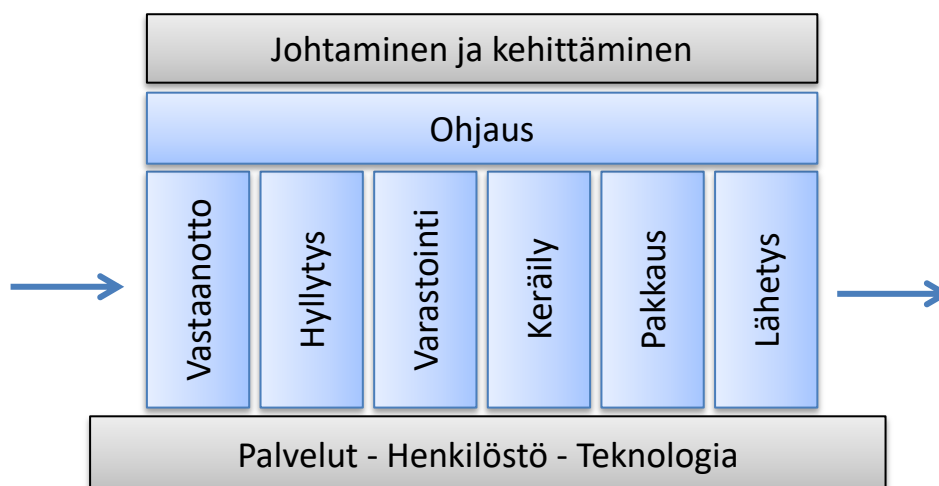 Johtaminen ja kehittäminen
Ohjaus
Vastaanotto
Hyllytys
Varastointi
Keräily
Pakkaus
Lähetys
Palvelut - Henkilöstö - Teknologia